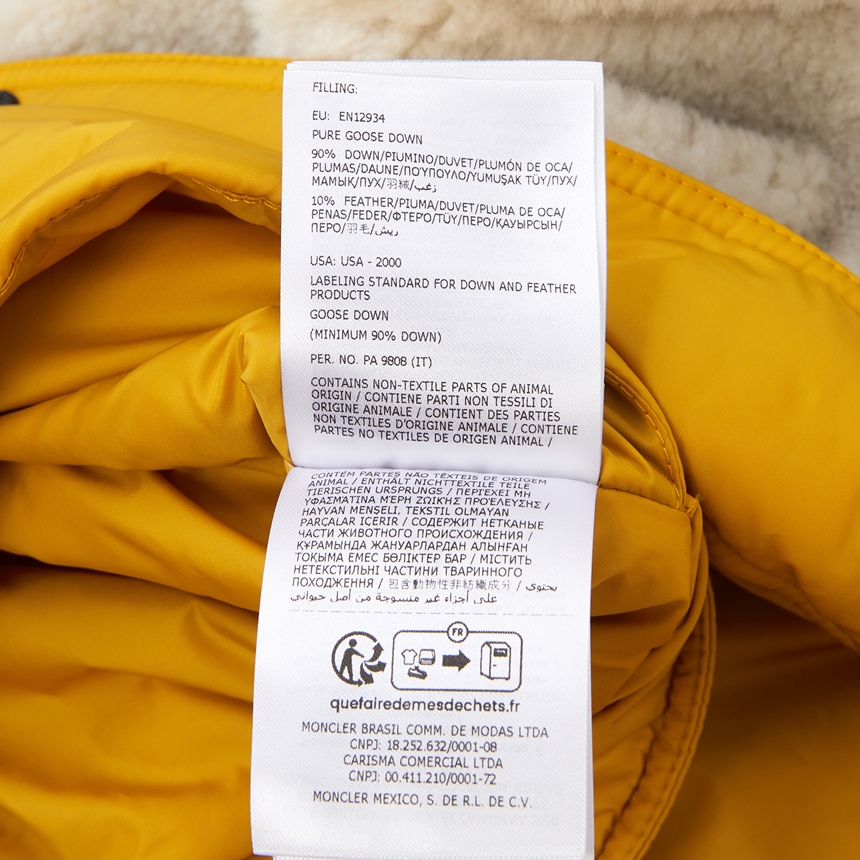 FILLING:
EU: EN12934
PURE GOOSE DOWN
90% DOWN/PIUMINO/DUVET/PLUMÓN DE OCA/
PLUMAS/DAUNE/ΠΟΎΠΟΥΛΟ/YUMUŞAK TÜY/ПУХ/
МАМЫҚ/ПУХ/羽絨/زغب
10% FEATHER/PIUMA/DUVET/PLUMA DE OCA/
PENAS/FEDER/ΦΤΕΡΟ/TÜY/ПЕРО/ҚАУЫРСЫН/
ПЕРО/羽毛/ريش
USA: USA - 2000
LABELING STANDARD FOR DOWN AND FEATHER
PRODUCTS
GOOSE DOWN
(MINIMUM 90% DOWN)
PER. NO. PA 9808 (IT)
CONTAINS NON-TEXTILE PARTS OF ANIMAL
ORIGIN / CONTIENE PARTI NON TESSILI DI
ORIGINE ANIMALE / CONTIENT DES PARTIES
NON TEXTILES D'ORIGINE ANIMALE / CONTIENE
PARTES NO TEXTILES DE ORIGEN ANIMAL /
CONTÉM PARTES NÃO TÊXTEIS DE ORIGEM
ANIMAL / ENTHÄLT NICHTTEXTILE TEILE
TIERISCHEN URSPRUNGS / ΠΕΡΙΈΧΕΙ ΜΗ
ΥΦΑΣΜΆΤΙΝΑ ΜΈΡΗ ΖΩΙΚΉΣ ΠΡΟΈΛΕΥΣΗΣ /
HAYVAN MENŞELİ, TEKSTİL OLMAYAN
PARÇALAR İÇERİR / СОДЕРЖИТ НЕТКАНЫЕ
ЧАСТИ ЖИВОТНОГО ПРОИСХОЖДЕНИЯ /
ҚҰРАМЫНДА ЖАНУАРЛАРДАН АЛЫНҒАН
ТОҚЫМА ЕМЕС БӨЛІКТЕР БАР / МІСТИТЬ
НЕТЕКСТИЛЬНІ ЧАСТИНИ ТВАРИННОГО
ПОХОДЖЕННЯ / 包含動物性非紡織成分 / يحتوي
على أجزاء غير منسوجة من أصل حيواني
FR
quefairedemesdechets.fr
MONCLER BRASIL COMM. DE MODAS LTDA
CNPJ: 18.252.632/0001-08
CARISMA COMERCIAL LTDA
CNPJ: 00.411.210/0001-72
MONCLER MEXICO, S. DE R.L. DE C.V.